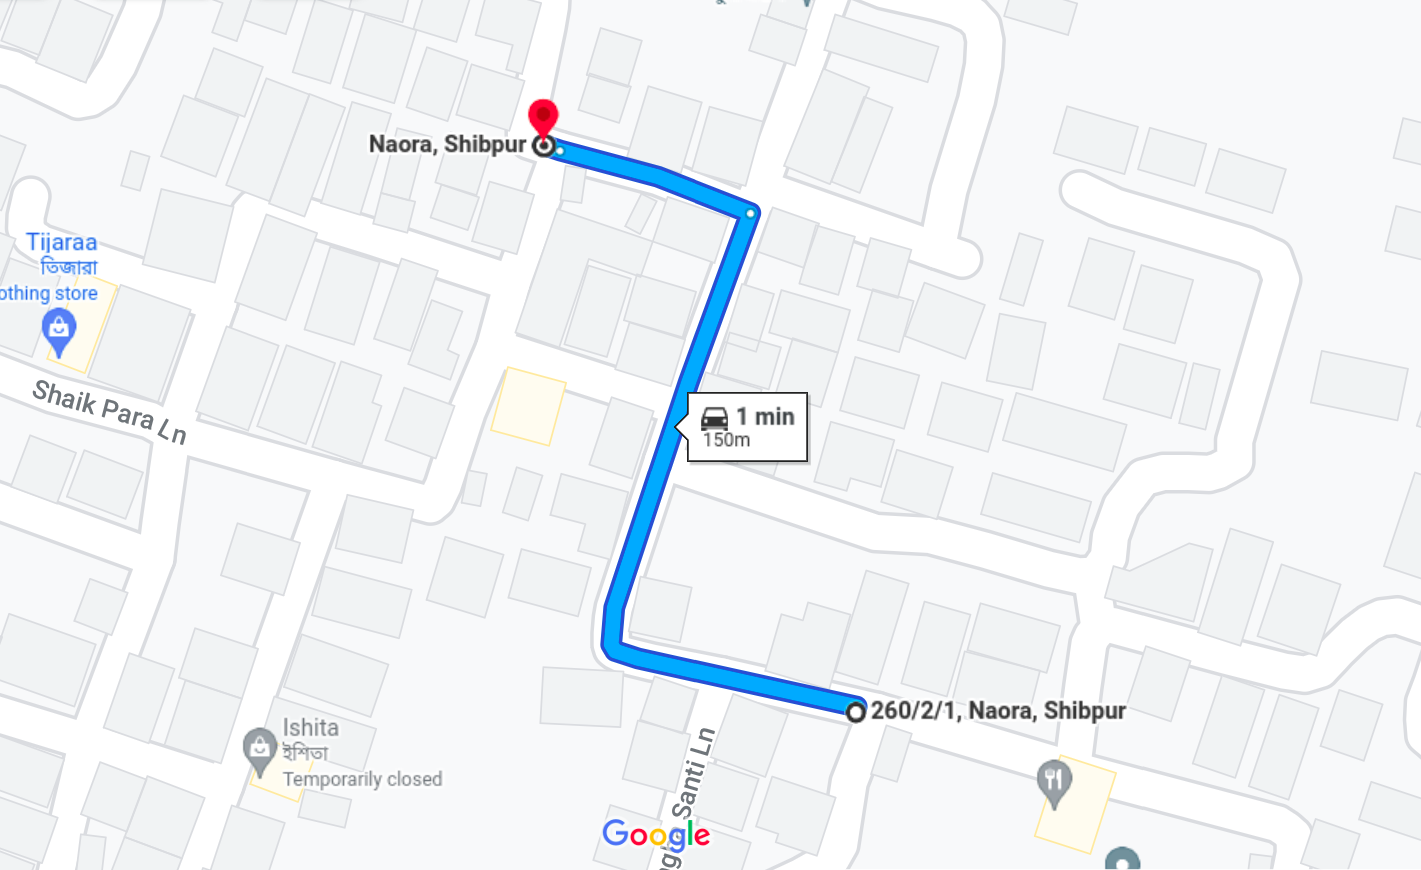 Naora, Shibpur
Tijaraa
তিজারা
othing store
Shaik Para Ln
1 min
150m
260/2/1, Naora, Shibpur
Ishita
ইশিতা
Temporarily closed
Santi Ln
Google